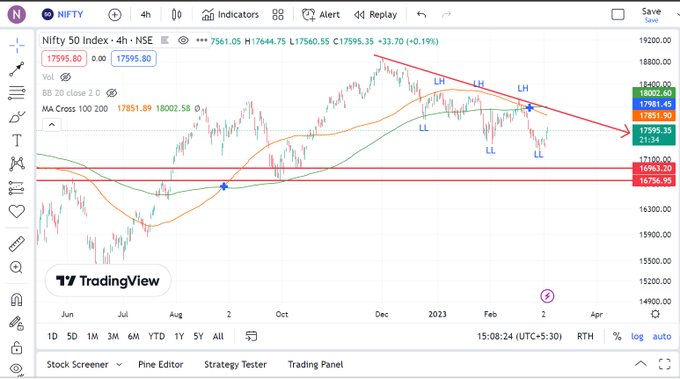 N
50 NIFTY
4h
Indicators
Alert
Replay
Save
Save
Nifty 50 Index · 4h · NSE
7561.05 H17644.75 L17560.55 C17595.35 +33.70 (+0.19%)
17595.80 0.00 17595.80
Vol
BB 20 close 2 0
MA Cross 100 200 17851.89 18002.58 Ø
LH
LH
LH
LL
LL
LL
19200.00
18800.00
18400.00
18002.60
17981.45
17851.90
17595.35
21:34
17100.00
16963.20
16756.95
16300.00
15900.00
15600.00
15200.00
14900.00
TradingView
Jun Jul Aug 2 Oct Dec 2023 Feb 2 Apr
1D 5D 1M 3M 6M YTD 1Y 5Y All
15:08:24 (UTC+5:30) RTH % log auto
Stock Screener Pine Editor Strategy Tester Trading Panel